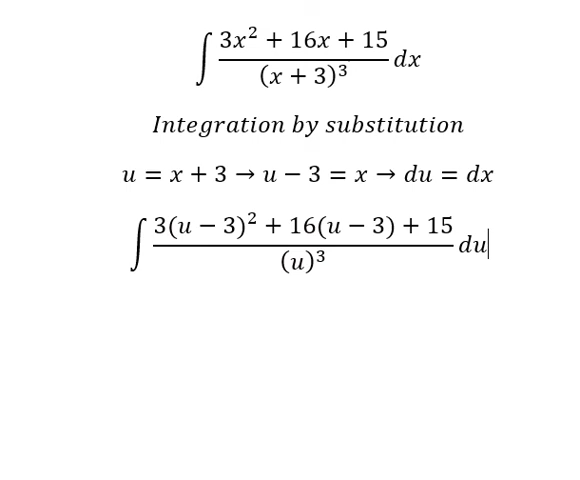 ∫ (3x² + 16x + 15)/(x + 3)³ dx
Integration by substitution
u = x + 3 → u − 3 = x → du = dx
∫ (3(u − 3)² + 16(u − 3) + 15)/(u)³ du